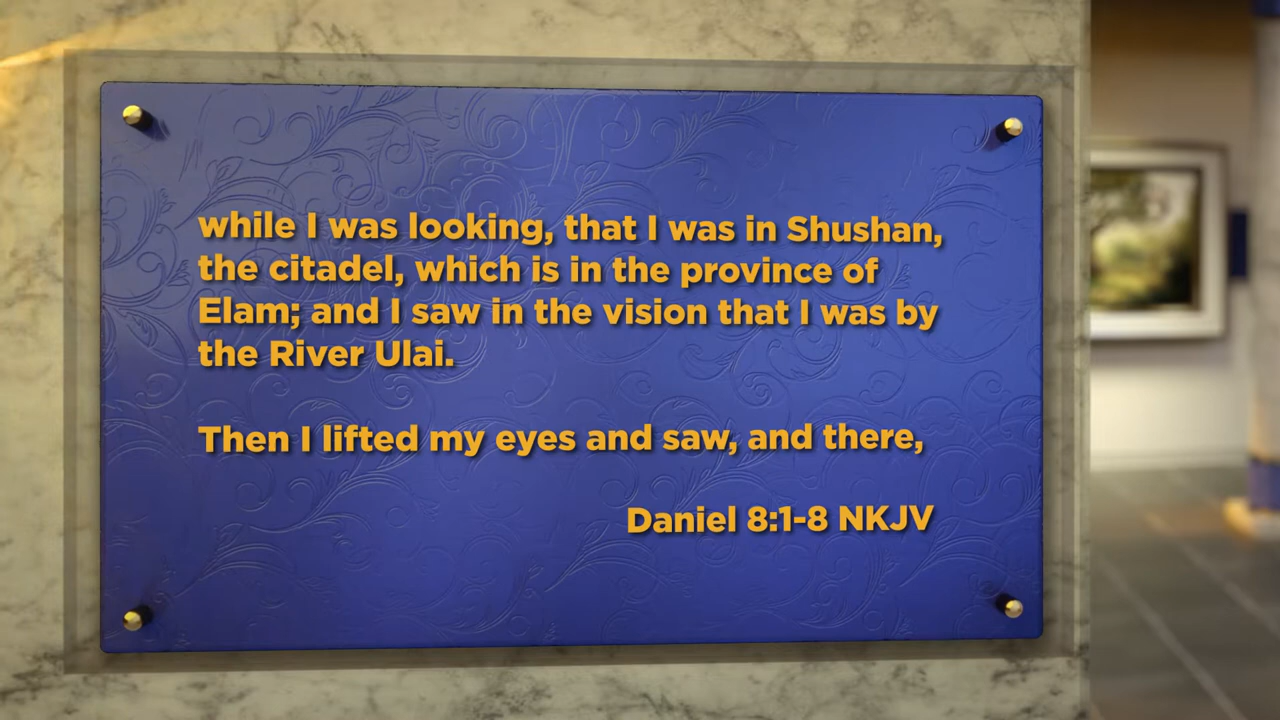 while I was looking, that I was in Shushan,
the citadel, which is in the province of
Elam; and I saw in the vision that I was by
the River Ulai.
Then I lifted my eyes and saw, and there,
Daniel 8:1-8 NKJV